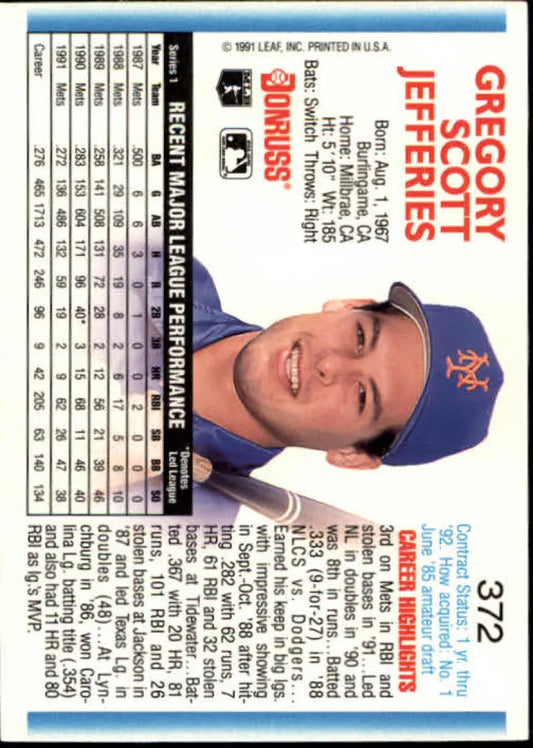 GREGORY
SCOTT
JEFFERIES
Born: Aug. 1, 1967
Burlingame, CA
Home: Millbrae, CA
Ht: 5' 10" Wt: 185
Bats: Switch Throws: Right
DONRUSS®
© 1991 LEAF, INC. PRINTED IN U.S.A.
372
Contract Status: 1 yr. thru
'92. How acquired: No. 1
June '85 amateur draft
CAREER HIGHLIGHTS
3rd on Mets in RBI and
stolen bases in '91...Led
NL in doubles in '90 and
was 8th in runs...Batted
.333 (9-for-27) in '88
NLCS vs. Dodgers...
Earned his keep in big lgs.
with impressive showing
in Sept.-Oct. '88 after hit-
ting .282 with 62 runs, 7
HR, 61 RBI and 32 stolen
bases at Tidewater...Bat-
ted .367 with 20 HR, 81
runs, 101 RBI and 26
stolen bases at Jackson in
'87 and led Texas Lg. in
doubles (48)...At Lyn-
chburg in '86, won Caro-
lina Lg. batting title (.354)
and also had 11 HR and 80
RBI as lg.'s MVP.
Series 1 RECENT MAJOR LEAGUE PERFORMANCE *Denotes
Led League
Year Team BA G AB H R 2B 3B HR RBI SB BB SO
1987 Mets .500 6 6 3 0 1 0 0 2 0 0 0
1988 Mets .321 29 109 35 19 8 2 6 17 5 8 10
1989 Mets .258 141 508 131 72 28 2 12 56 21 39 46
1990 Mets .283 153 604 171 96 40* 3 15 68 11 46 40
1991 Mets .272 136 486 132 59 19 2 9 62 26 47 38
Career .276 465 1713 472 246 96 9 42 205 63 140 134